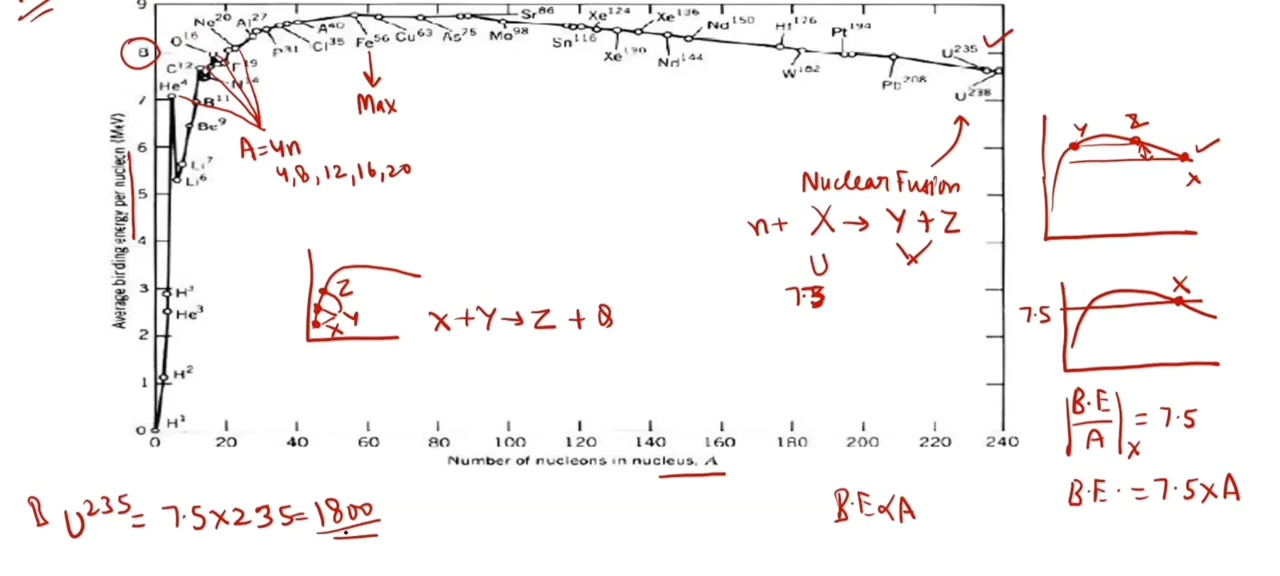 9
8
7
6
5
4
3
2
1
0
Average binding energy per nucleon (MeV)
Ne²⁰
Al²⁷
O¹⁶
C¹²
He⁴
F¹⁹
N¹⁴
B¹¹
Be⁹
Li⁷
Li⁶
H³
He³
H²
H¹
P³¹
Cl³⁵
A⁴⁰
Fe⁵⁶
Cu⁶³
As⁷⁵
Sr⁸⁶
Mo⁹⁸
Sn¹¹⁶
Xe¹²⁴
Xe¹³⁰
Xe¹³⁶
Nd¹⁴⁴
Nd¹⁵⁰
Hf¹⁷⁶
W¹⁸²
Pt¹⁹⁴
Pb²⁰⁸
U²³⁵
U²³⁸
Max
A=4n
4,8,12,16,20
Nuclear Fusion
n + X → Y + Z
U
Z
Y
X
X + Y → Z + Q
Y
Z
X
X
7.5
|B.E/A|ₓ = 7.5
B.E. = 7.5×A
0 20 40 60 80 100 120 140 160 180 200 220 240
Number of nucleons in nucleus, A
B U²³⁵ = 7.5×235=1800
B.E∝A